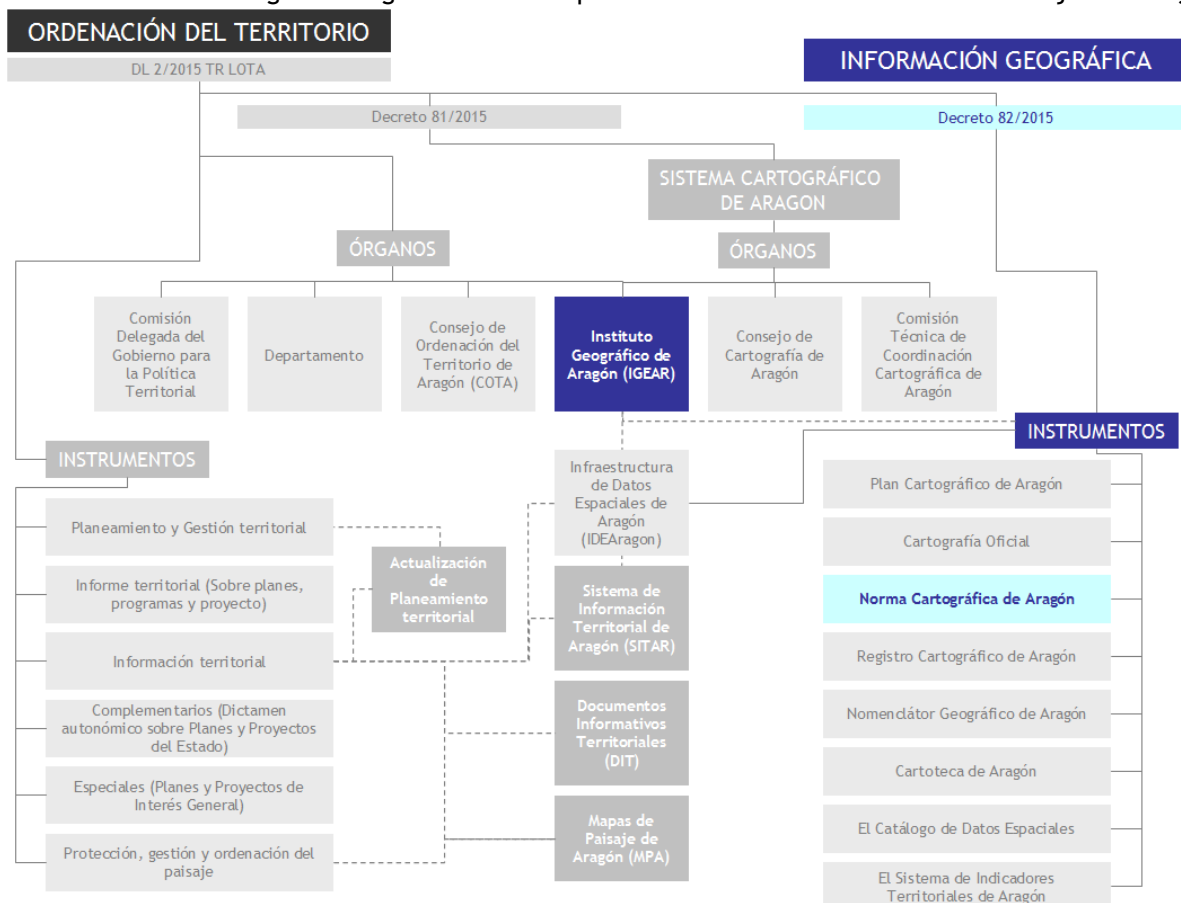 ORDENACIÓN DEL TERRITORIO
DL 2/2015 TR LOTA
INFORMACIÓN GEOGRÁFICA
Decreto 81/2015
Decreto 82/2015
SISTEMA CARTOGRÁFICO
DE ARAGON
ÓRGANOS
ÓRGANOS
Comisión
Delegada del
Gobierno para
la Política
Territorial
Departamento
Consejo de
Ordenación del
Territorio de
Aragón (COTA)
Instituto
Geográfico de
Aragón (IGEAR)
Consejo de
Cartografía de
Aragón
Comisión
Técnica de
Coordinación
Cartográfica de
Aragón
INSTRUMENTOS
Planeamiento y Gestión territorial
Informe territorial (Sobre planes,
programas y proyecto)
Información territorial
Complementarios (Dictamen
autonómico sobre Planes y Proyectos
del Estado)
Especiales (Planes y Proyectos de
Interés General)
Protección, gestión y ordenación del
paisaje
Actualización
de
Planeamiento
territorial
Infraestructura
de Datos
Espaciales de
Aragón
(IDEAragon)
Sistema de
Información
Territorial de
Aragón (SITAR)
Documentos
Informativos
Territoriales
(DIT)
Mapas de
Paisaje de
Aragón (MPA)
INSTRUMENTOS
Plan Cartográfico de Aragón
Cartografía Oficial
Norma Cartográfica de Aragón
Registro Cartográfico de Aragón
Nomenclátor Geográfico de Aragón
Cartoteca de Aragón
El Catálogo de Datos Espaciales
El Sistema de Indicadores
Territoriales de Aragón